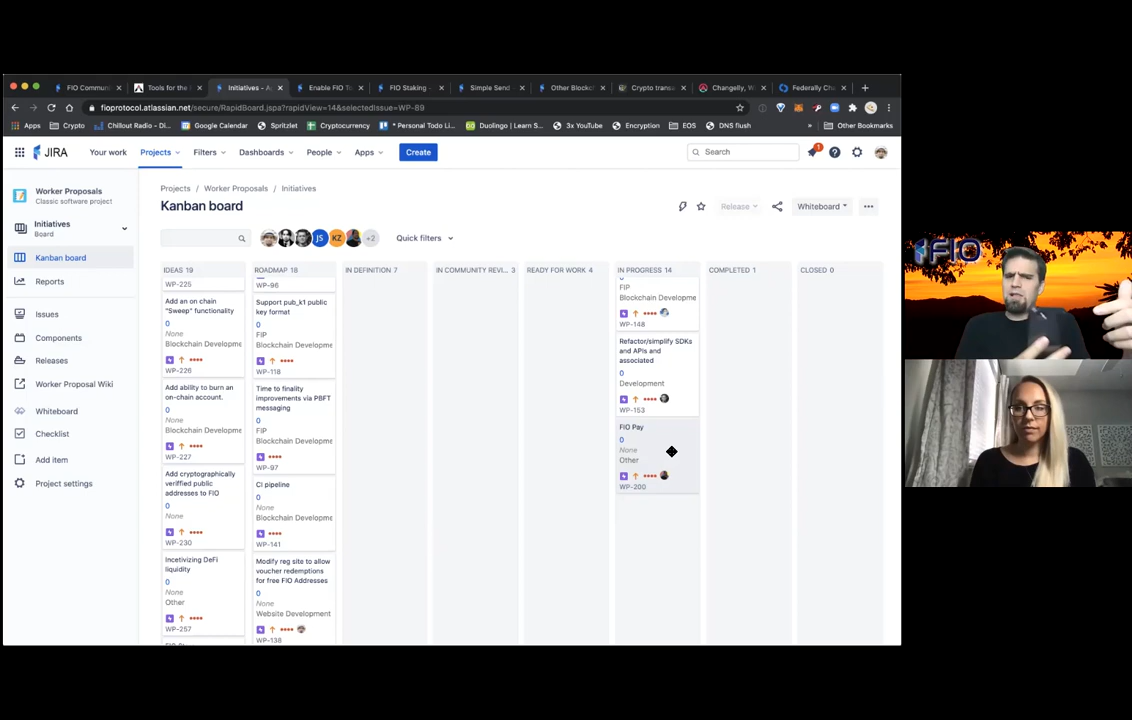 FIO Commun
Tools for the
Initiatives - A
Enable FIO T
FIO Staking -
Simple Send -
Other Blockc
Crypto transa
Changelly, W
Federally Cha
fioprotocol.atlassian.net/secure/RapidBoard.jspa?rapidView=14&selectedIssue=WP-89
Apps
Crypto
Chillout Radio - Di...
Google Calendar
Spritzlet
Cryptocurrency
* Personal Todo Li...
Duolingo | Learn S...
3x YouTube
Encryption
EOS
DNS flush
»
Other Bookmarks
JIRA
Your work
Projects
Filters
Dashboards
People
Apps
Create
Search
1
Worker Proposals
Classic software project
Initiatives
Board
Kanban board
Reports
Issues
Components
Releases
Worker Proposal Wiki
Whiteboard
Checklist
Add item
Project settings
Projects / Worker Proposals / Initiatives
Kanban board
Release
Whiteboard
JS
KZ
+2
Quick filters
IDEAS 19
WP-225
Add an on chain
"Sweep" functionality
0
None
Blockchain Developme
WP-226
Add ability to burn an
on-chain account.
0
None
Blockchain Developme
WP-227
Add cryptographically
veriffied public
addresses to FIO
0
None
WP-230
Incetivizing DeFi
liquidity
0
None
Other
WP-257
ROADMAP 18
WP-96
Support pub_k1 public
key format
0
FIP
Blockchain Developme
WP-118
Time to finality
improvements via PBFT
messaging
0
FIP
Blockchain Developme
WP-97
CI pipeline
0
None
Blockchain Developme
WP-141
Modify reg site to allow
voucher redemptions
for free FIO Addresses
0
None
Website Development
WP-138
IN DEFINITION 7
IN COMMUNITY REVI... 3
READY FOR WORK 4
IN PROGRESS 14
FIP
Blockchain Developme
WP-148
Refactor/simplify SDKs
and APIs and
associated
0
Development
WP-153
FIO Pay
0
None
Other
WP-200
COMPLETED 1
CLOSED 0
FIO